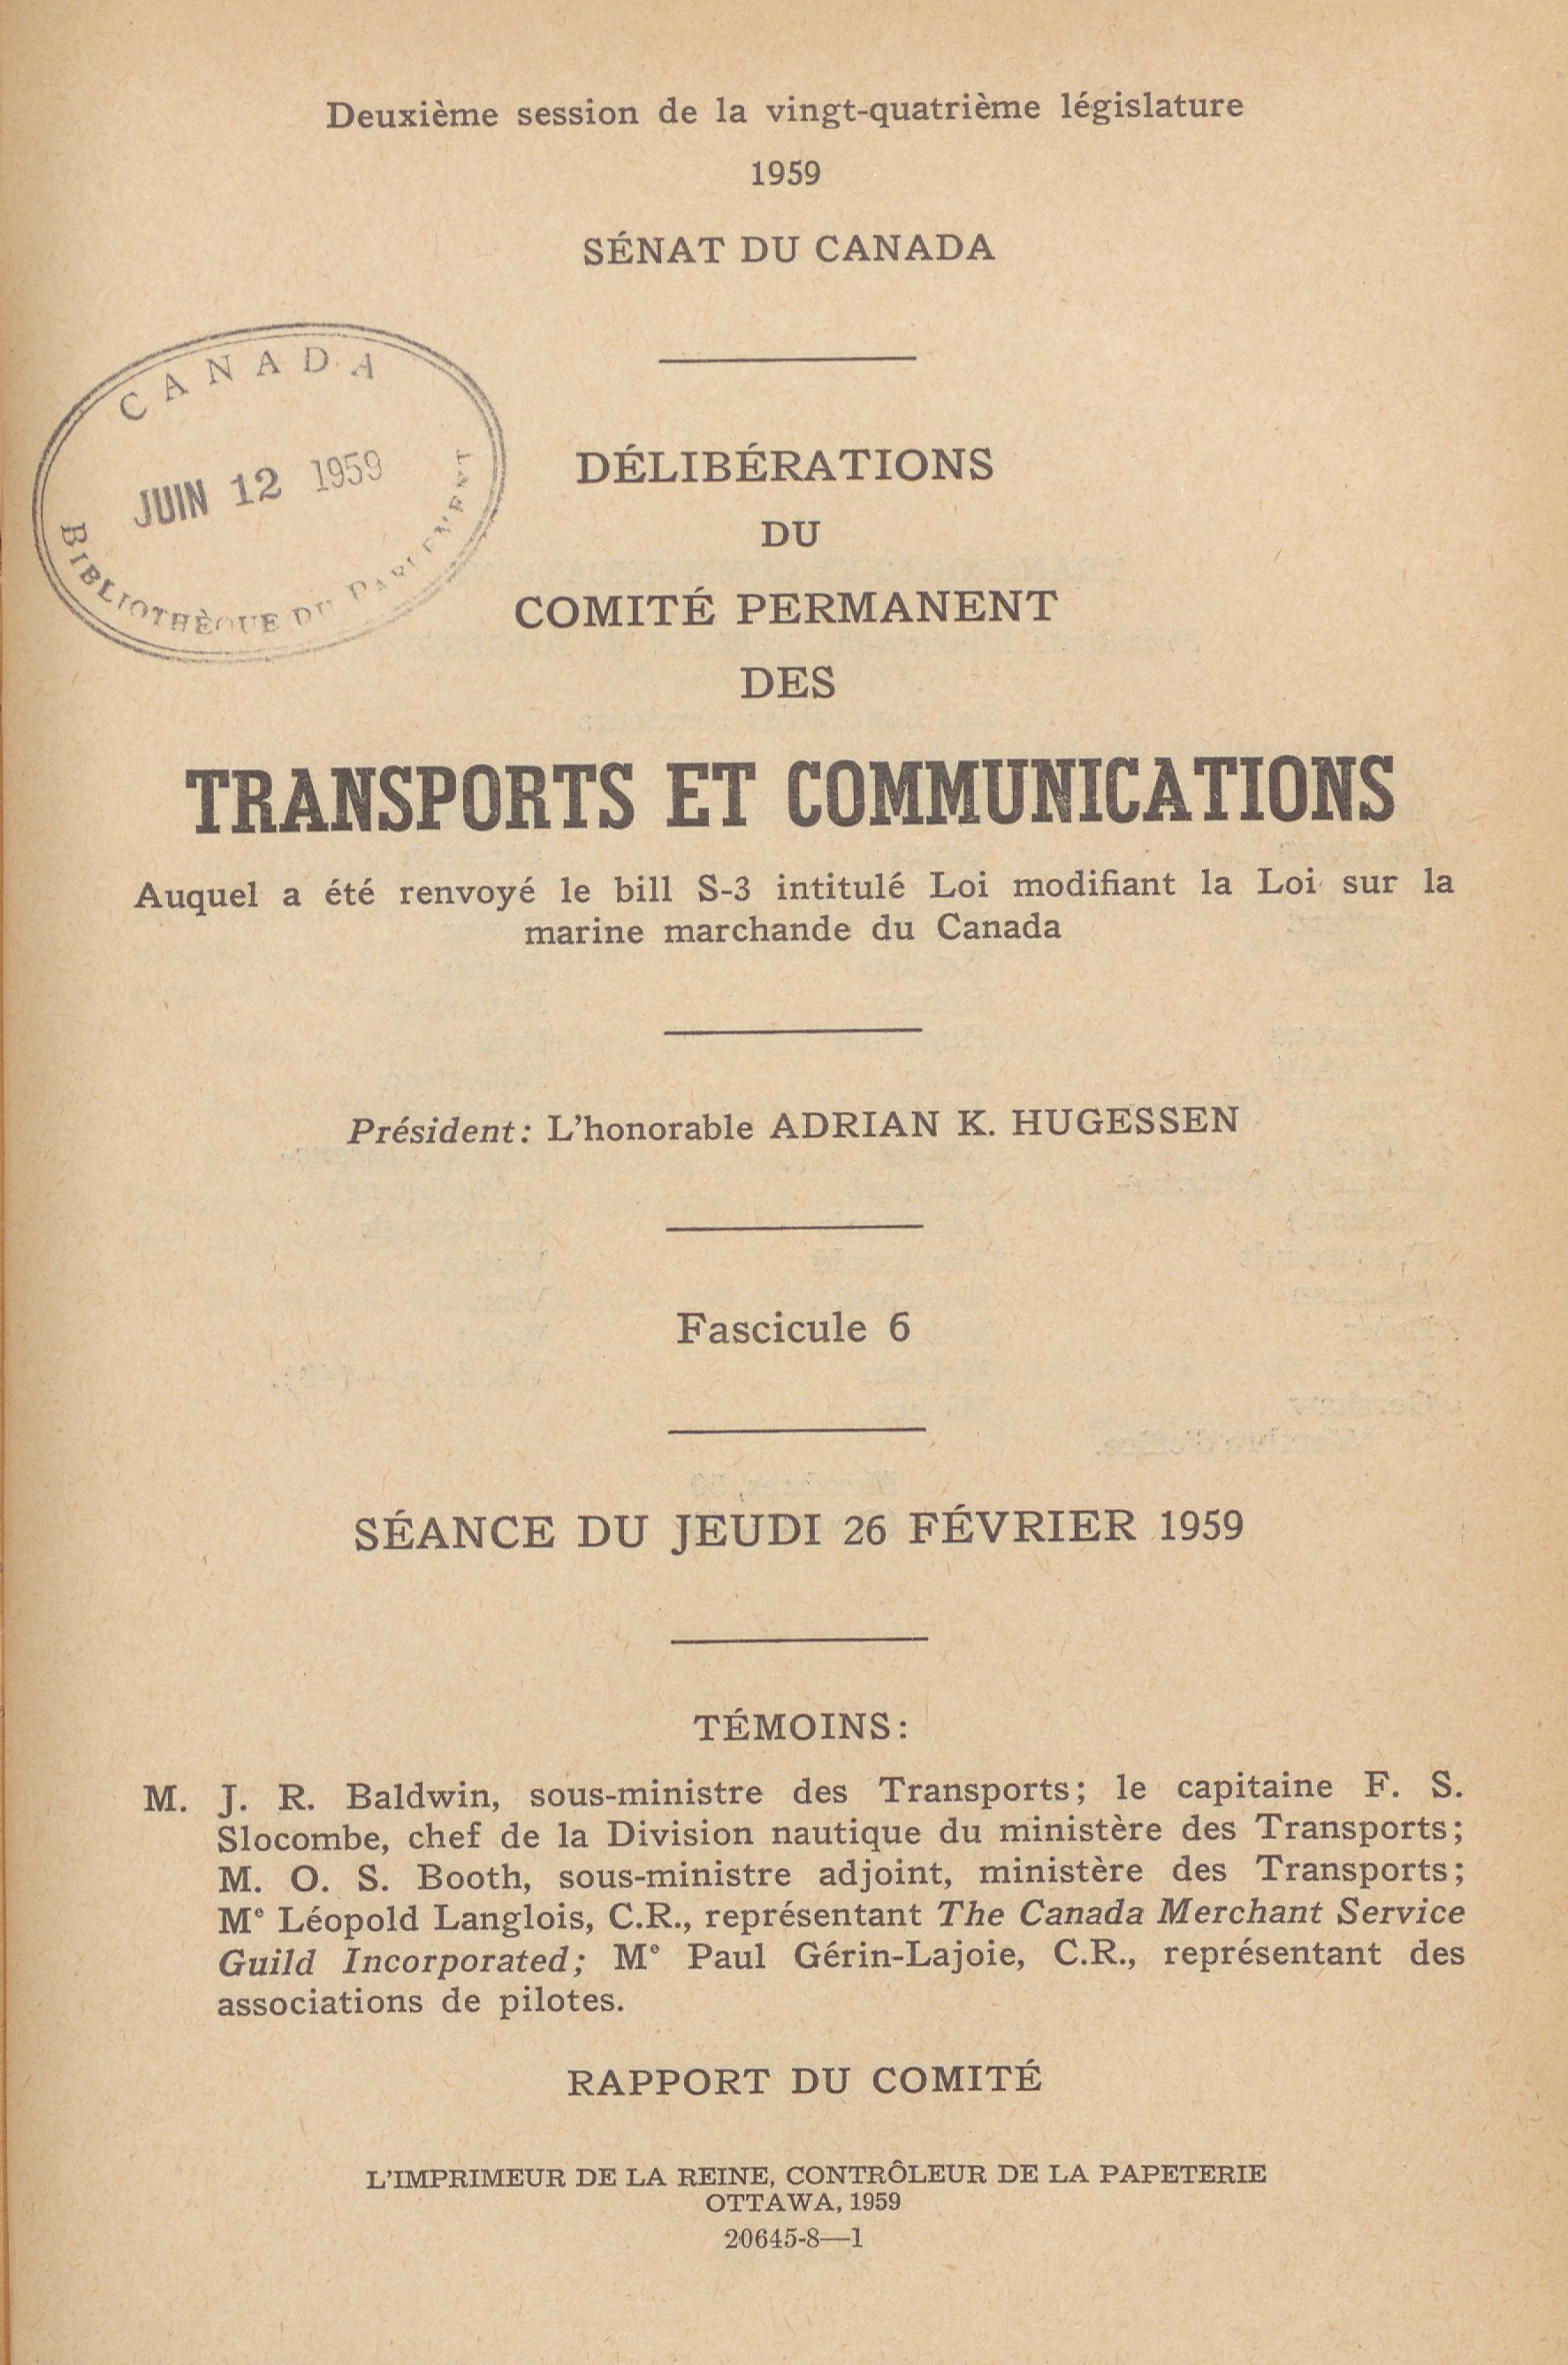 Deuxième session de la vingt-quatrième législature
1959
SÉNAT DU CANADA
CANADA
JUIN 12 1959
BIBLIOTHÈQUE DU PARLEMENT
DÉLIBÉRATIONS
DU
COMITÉ PERMANENT
DES
TRANSPORTS ET COMMUNICATIONS
Auquel a été renvoyé le bill S-3 intitulé Loi modifiant la Loi sur la
marine marchande du Canada
Président: L'honorable ADRIAN K. HUGESSEN
Fascicule 6
SÉANCE DU JEUDI 26 FÉVRIER 1959
TÉMOINS:
M. J. R. Baldwin, sous-ministre des Transports; le capitaine F. S.
Slocombe, chef de la Division nautique du ministère des Transports;
M. O. S. Booth, sous-ministre adjoint, ministère des Transports;
Mᵉ Léopold Langlois, C.R., représentant The Canada Merchant Service
Guild Incorporated; Mᵉ Paul Gérin-Lajoie, C.R., représentant des
associations de pilotes.
RAPPORT DU COMITÉ
L'IMPRIMEUR DE LA REINE, CONTRÔLEUR DE LA PAPETERIE
OTTAWA, 1959
20645-8—1